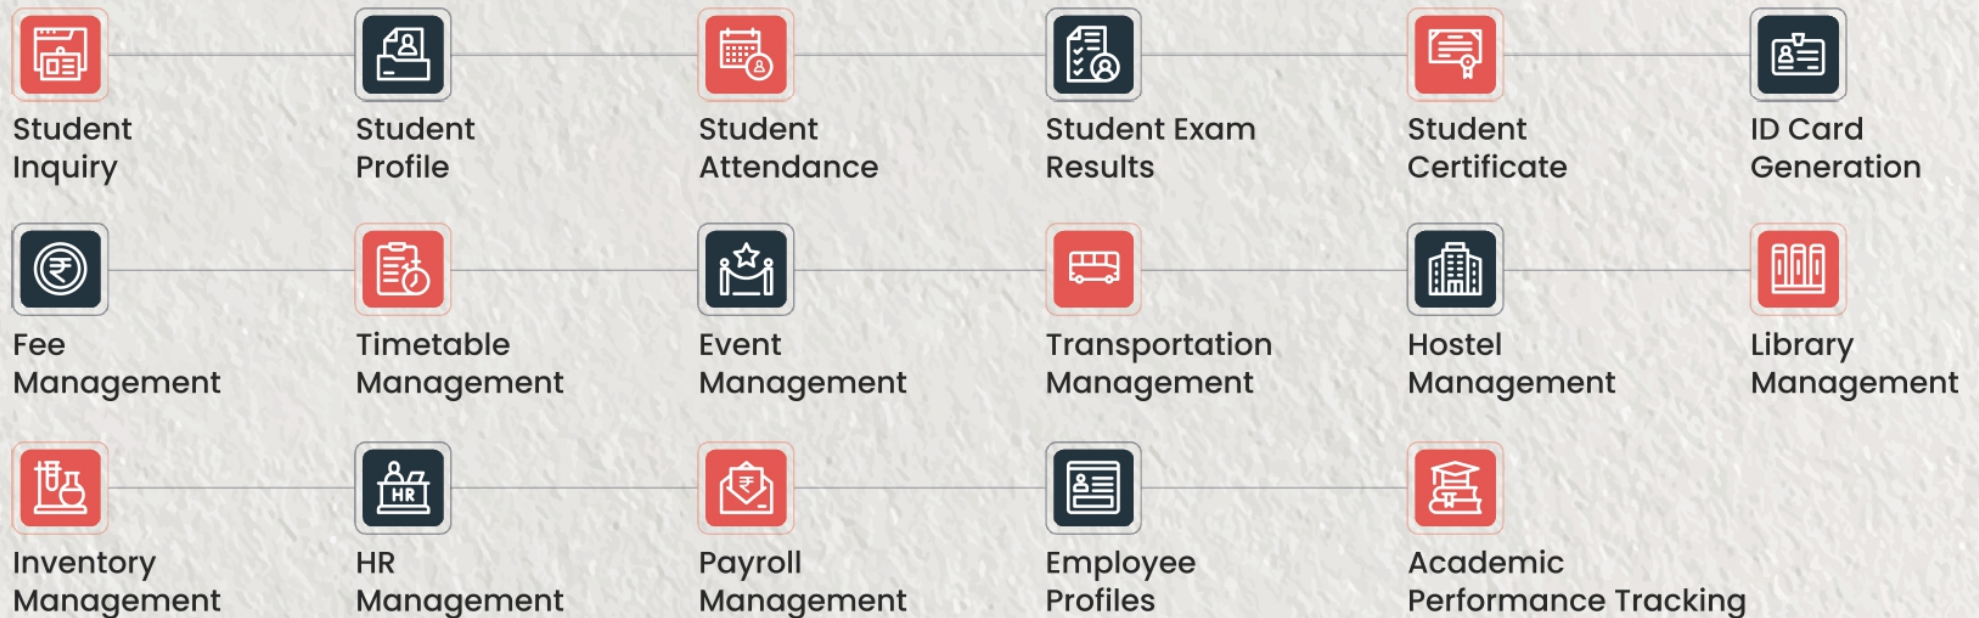 Student
Inquiry
Student
Profile
Student
Attendance
Student Exam
Results
Student
Certificate
ID Card
Generation
₹
Fee
Management
Timetable
Management
Event
Management
Transportation
Management
Hostel
Management
Library
Management
Inventory
Management
HR
HR
Management
₹
Payroll
Management
Employee
Profiles
Academic
Performance Tracking